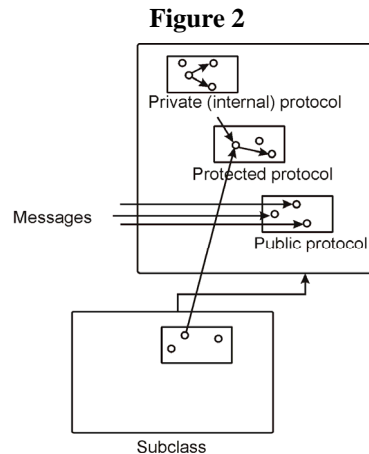 Figure 2
Private (internal) protocol
Protected protocol
Messages
Public protocol
Subclass